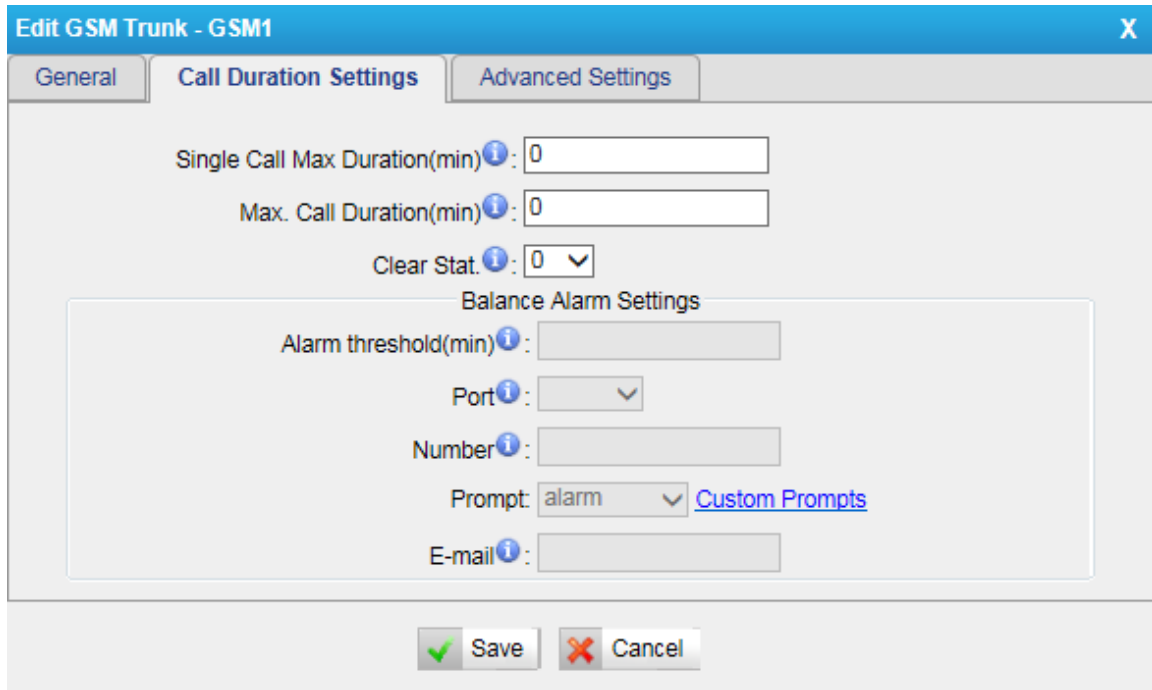 Edit GSM Trunk - GSM1 X
General Call Duration Settings Advanced Settings
Single Call Max Duration(min) : 0
Max. Call Duration(min) : 0
Clear Stat. : 0
Balance Alarm Settings
Alarm threshold(min) :
Port :
Number :
Prompt: alarm Custom Prompts
E-mail :
Save Cancel